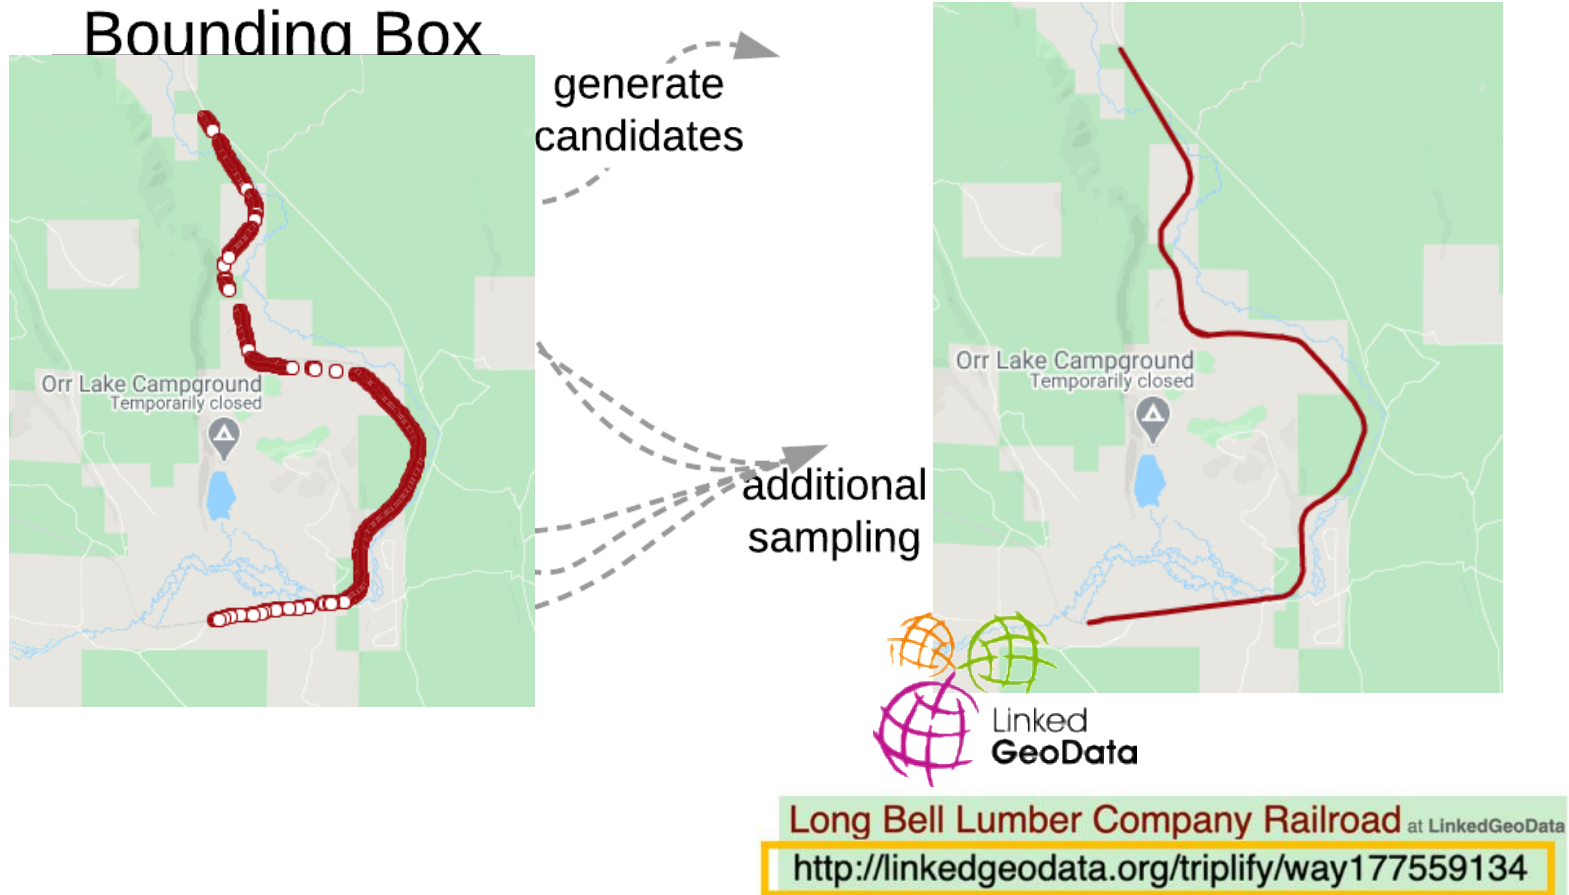 Bounding Box
generate
candidates
Orr Lake Campground
Temporarily closed
Orr Lake Campground
Temporarily closed
additional
sampling
Linked
GeoData
Long Bell Lumber Company Railroad at LinkedGeoData
http://linkedgeodata.org/triplify/way177559134